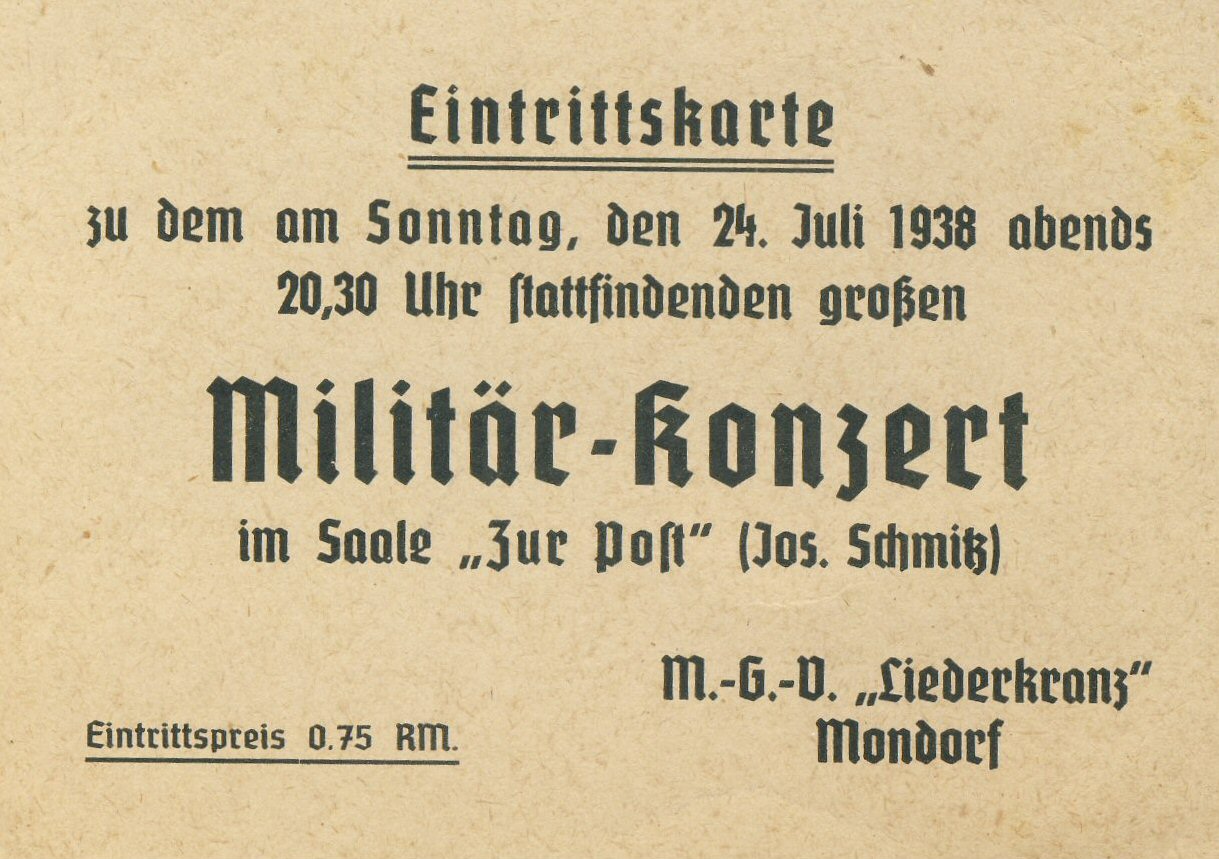 Eintrittskarte
zu dem am Sonntag, den 24. Juli 1938 abends
20,30 Uhr stattfindenden großen
Militär-Konzert
im Saale „Zur Post“ (Jos. Schmitz)
M.-G.-V. „Liederkranz“
Mondorf
Eintrittspreis 0.75 RM.